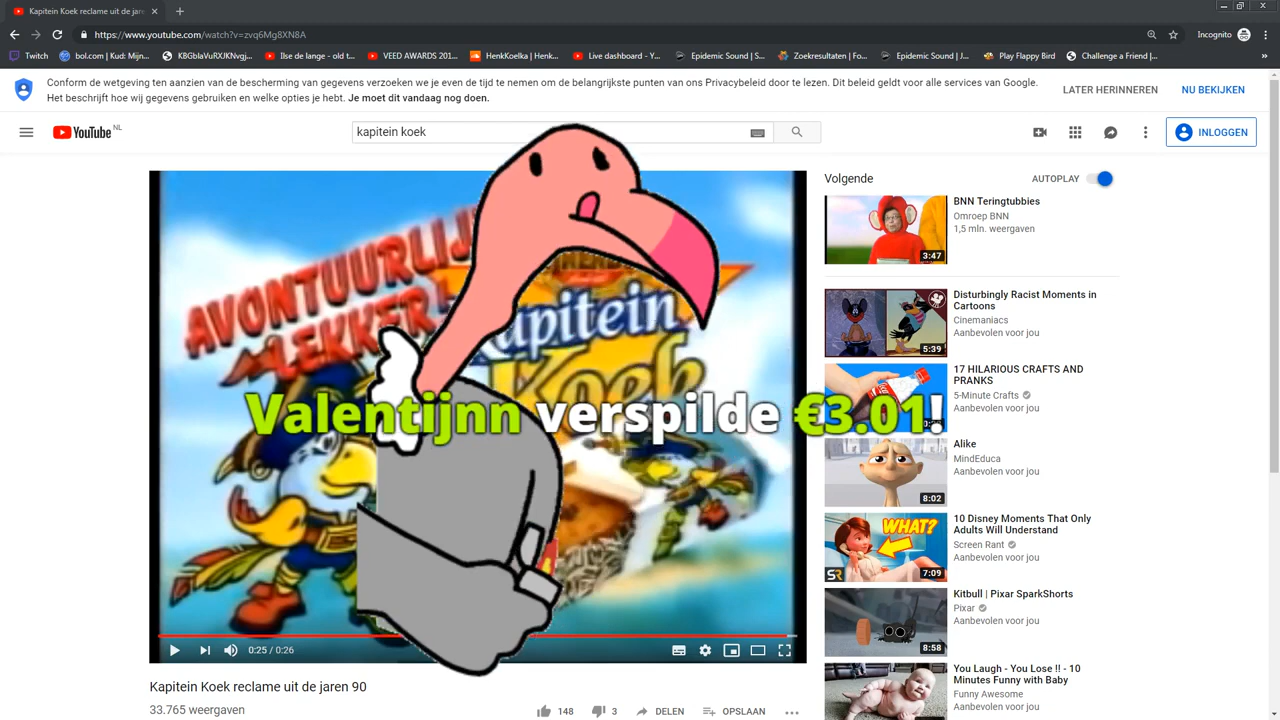 Kapitein Koek reclame uit de jaren
https://www.youtube.com/watch?v=zvq6Mg8XN8A
Incognito
Twitch
bol.com | Kud: Mijn...
KBGblaVuRXJKNvgj...
Ilse de lange - old t...
VEED AWARDS 201...
HenkKoelka | Henk...
Live dashboard - Yo...
Epidemic Sound | S...
Zoekresultaten | Fo...
Epidemic Sound | J...
Play Flappy Bird
Challenge a Friend |...
Conform de wetgeving ten aanzien van de bescherming van gegevens verzoeken we je even de tijd te nemen om de belangrijkste punten van ons Privacybeleid door te lezen. Dit beleid geldt voor alle services van Google.
Het beschrijft hoe wij gegevens gebruiken en welke opties je hebt. Je moet dit vandaag nog doen.
LATER HERINNEREN
NU BEKIJKEN
YouTube NL
kapitein koek
INLOGGEN
AVONTUURLIJ
LEKKER
Kapitein
Koek
Valentijnn verspilde €3.01!
0:25 / 0:26
Kapitein Koek reclame uit de jaren 90
33.765 weergaven
148
3
DELEN
OPSLAAN
Volgende
AUTOPLAY
3:47
BNN Teringtubbies
Omroep BNN
1,5 mln. weergaven
5:39
Disturbingly Racist Moments in
Cartoons
Cinemaniacs
Aanbevolen voor jou
17 HILARIOUS CRAFTS AND
PRANKS
5-Minute Crafts
Aanbevolen voor jou
8:02
Alike
MindEduca
Aanbevolen voor jou
WHAT?
SR
7:09
10 Disney Moments That Only
Adults Will Understand
Screen Rant
Aanbevolen voor jou
8:58
Kitbull | Pixar SparkShorts
Pixar
Aanbevolen voor jou
You Laugh - You Lose !! - 10
Minutes Funny with Baby
Funny Awesome
Aanbevolen voor jou